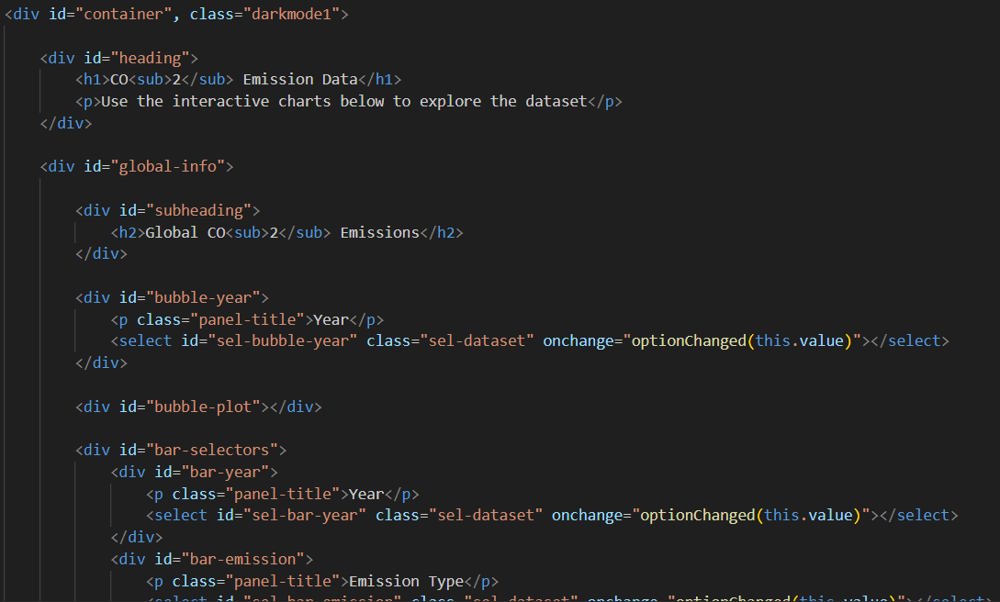 <div id="container", class="darkmode1">
<div id="heading">
<h1>CO<sub>2</sub> Emission Data</h1>
<p>Use the interactive charts below to explore the dataset</p>
</div>
<div id="global-info">
<div id="subheading">
<h2>Global CO<sub>2</sub> Emissions</h2>
</div>
<div id="bubble-year">
<p class="panel-title">Year</p>
<select id="sel-bubble-year" class="sel-dataset" onchange="optionChanged(this.value)"></select>
</div>
<div id="bubble-plot"></div>
<div id="bar-selectors">
<div id="bar-year">
<p class="panel-title">Year</p>
<select id="sel-bar-year" class="sel-dataset" onchange="optionChanged(this.value)"></select>
</div>
<div id="bar-emission">
<p class="panel-title">Emission Type</p>
<select id="sel-bar-emission" class="sel-dataset" onchange="optionChanged(this.value)"></select>